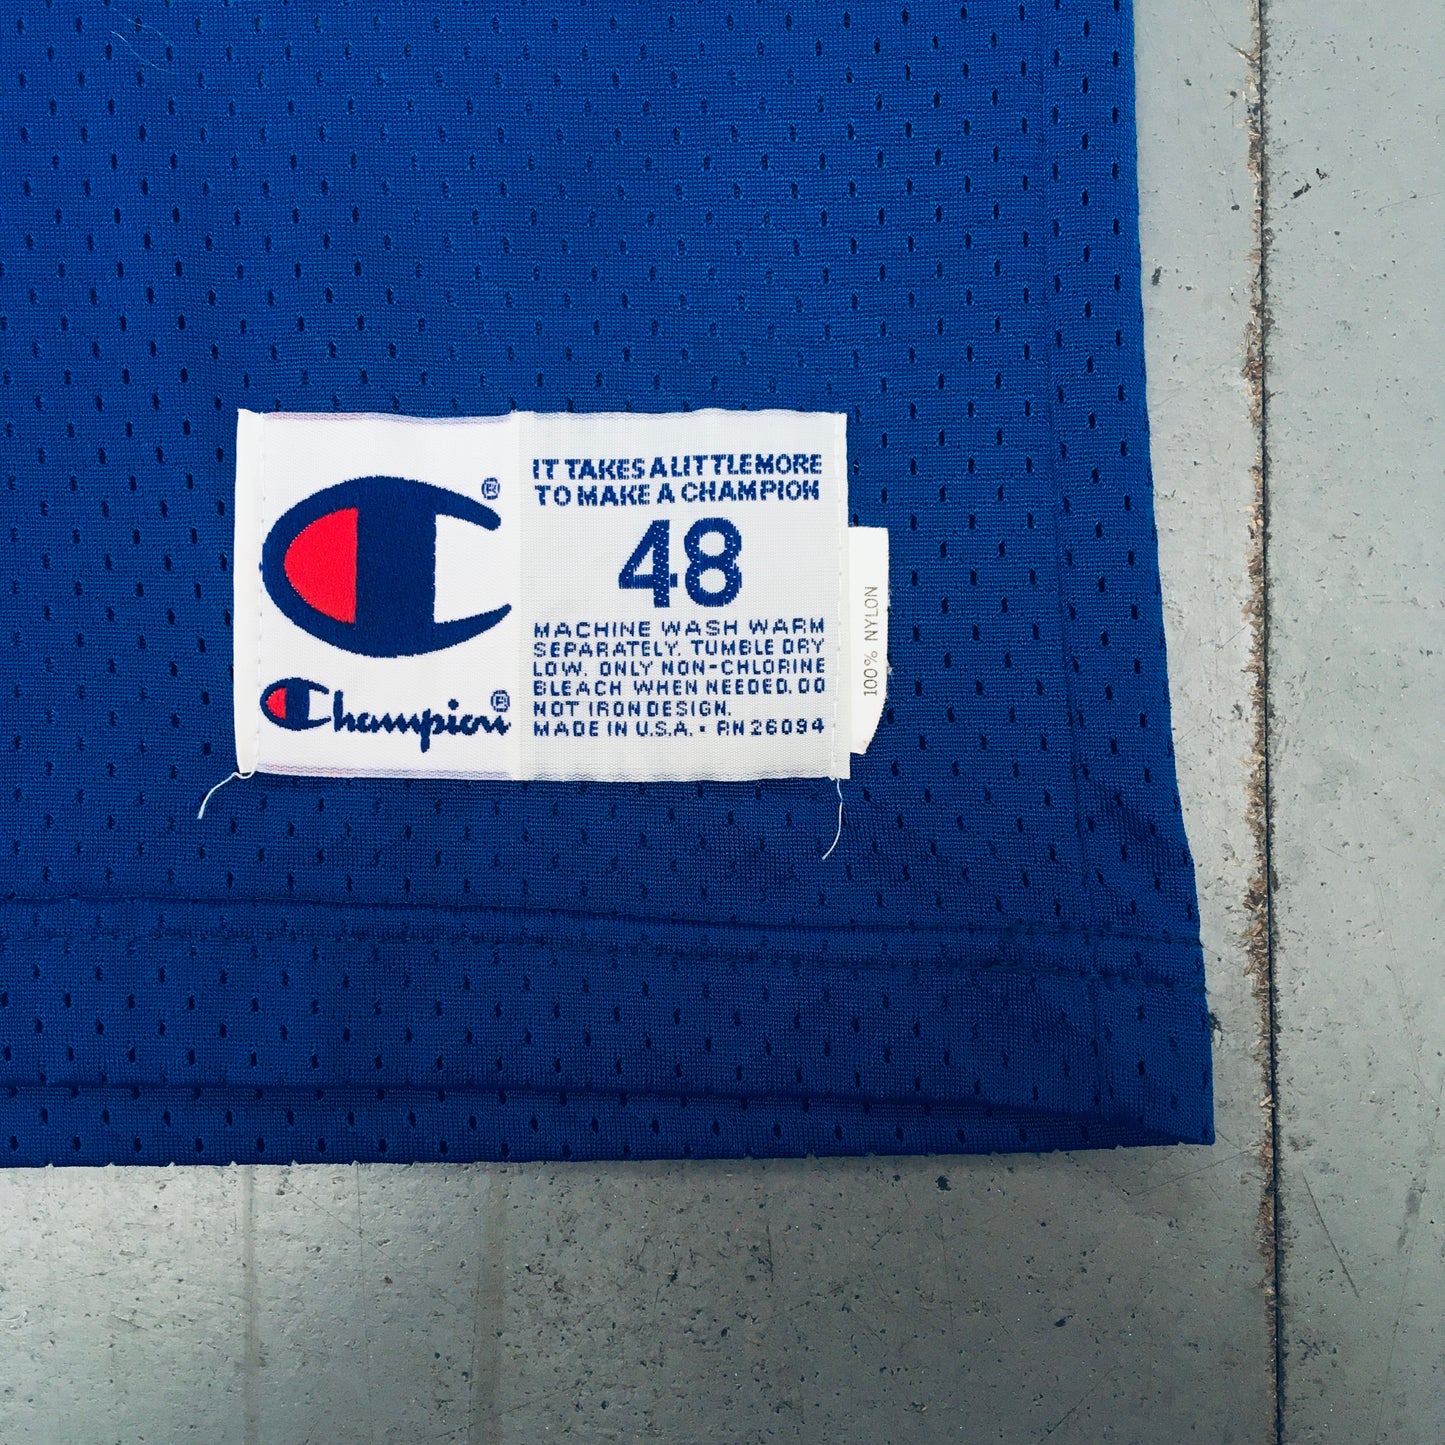 ®
Champion®
IT TAKES A LITTLE MORE
TO MAKE A CHAMPION
48
MACHINE WASH WARM
SEPARATELY. TUMBLE DRY
LOW. ONLY NON-CHLORINE
BLEACH WHEN NEEDED. DO
NOT IRON DESIGN.
MADE IN U.S.A. • RN 26094
100% NYLON